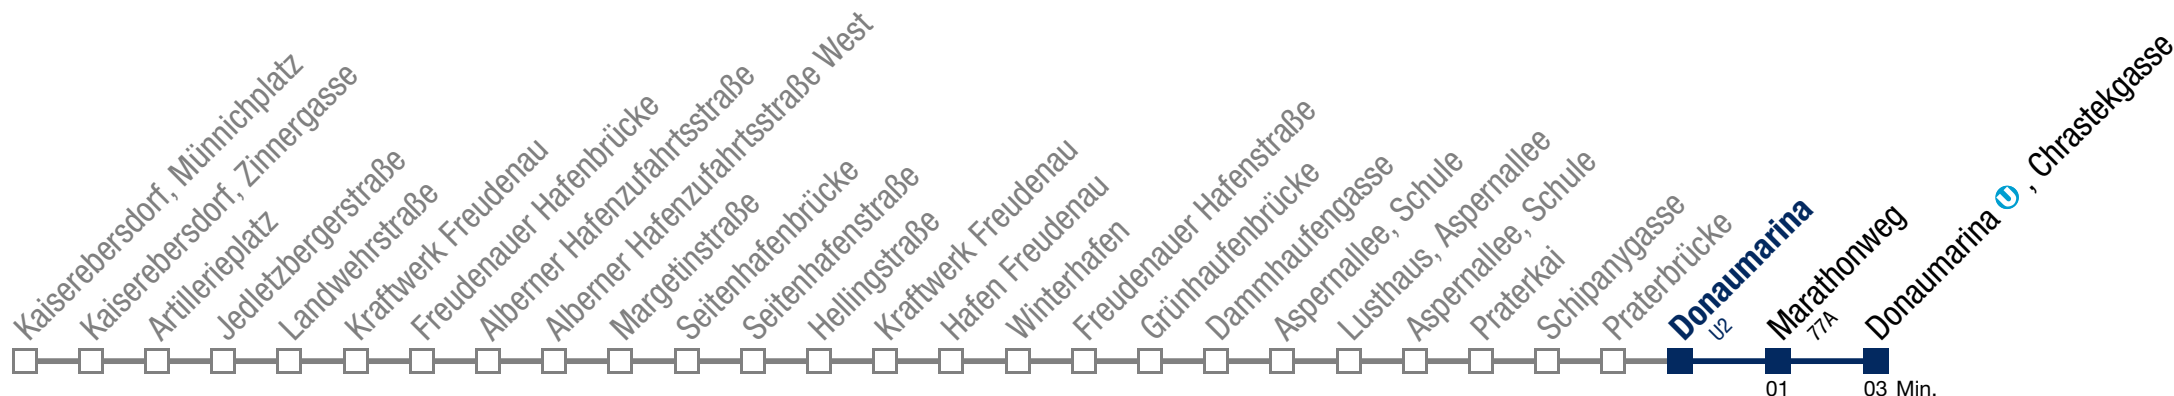 Kaiserebersdorf, Münnichplatz
Kaiserebersdorf, Zinnergasse
Artillerieplatz
Jedletzbergerstraße
Landwehrstraße
Kraftwerk Freudenau
Freudenauer Hafenbrücke
Alberner Hafenzufahrtsstraße
Alberner Hafenzufahrtsstraße West
Margetinstraße
Seitenhafenbrücke
Seitenhafenstraße
Hellingstraße
Kraftwerk Freudenau
Hafen Freudenau
Winterhafen
Freudenauer Hafenstraße
Grünhaufenbrücke
Dammhaufengasse
Aspernallee, Schule
Lusthaus, Aspernallee
Aspernallee, Schule
Praterkai
Schipanygasse
Praterbrücke
Donaumarina
U2
Marathonweg
77A
Donaumarina U, Chrastekgasse
01
03 Min.